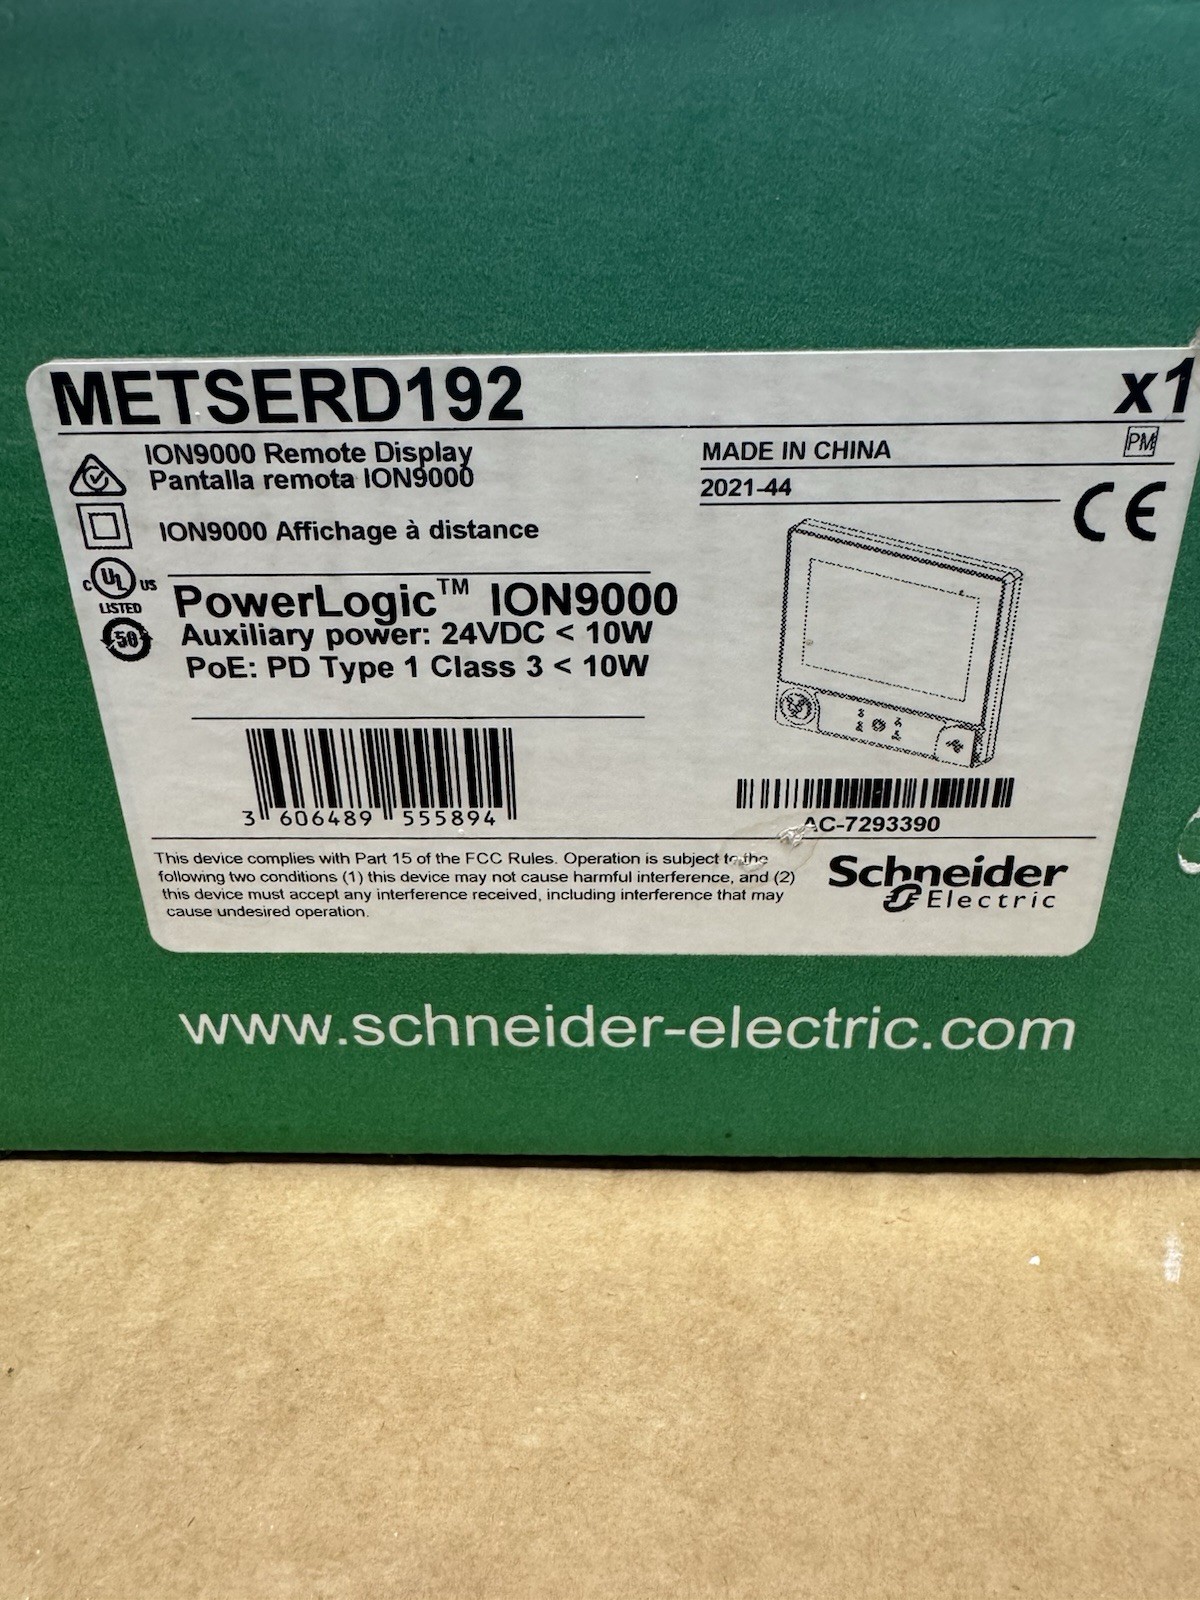 METSERD192
x1
ION9000 Remote Display
Pantalla remota ION9000
ION9000 Affichage à distance
MADE IN CHINA
PM
2021-44
CE
C UL US
LISTED
50
PowerLogic™ ION9000
Auxiliary power: 24VDC < 10W
PoE: PD Type 1 Class 3 < 10W
3 606489 555894
AC-7293390
This device complies with Part 15 of the FCC Rules. Operation is subject to the
following two conditions (1) this device may not cause harmful interference, and (2)
this device must accept any interference received, including interference that may
cause undesired operation.
Schneider
Electric
www.schneider-electric.com